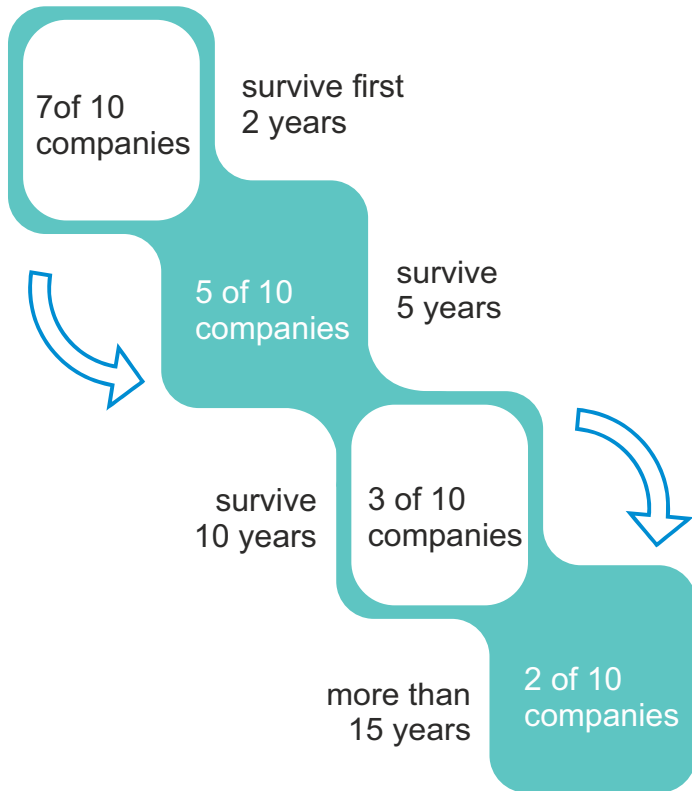 7of 10
companies
survive first
2 years
5 of 10
companies
survive
5 years
survive
10 years
3 of 10
companies
more than
15 years
2 of 10
companies